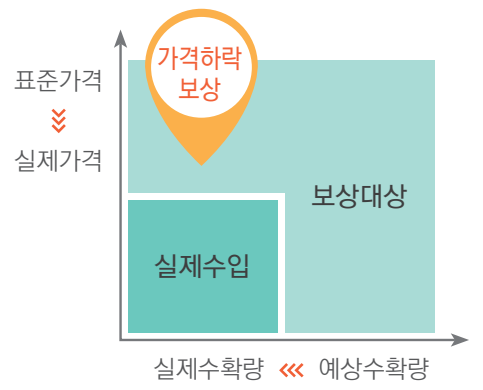 가격하락
보상
표준가격
실제가격
보상대상
실제수입
실제수확량 <<< 예상수확량